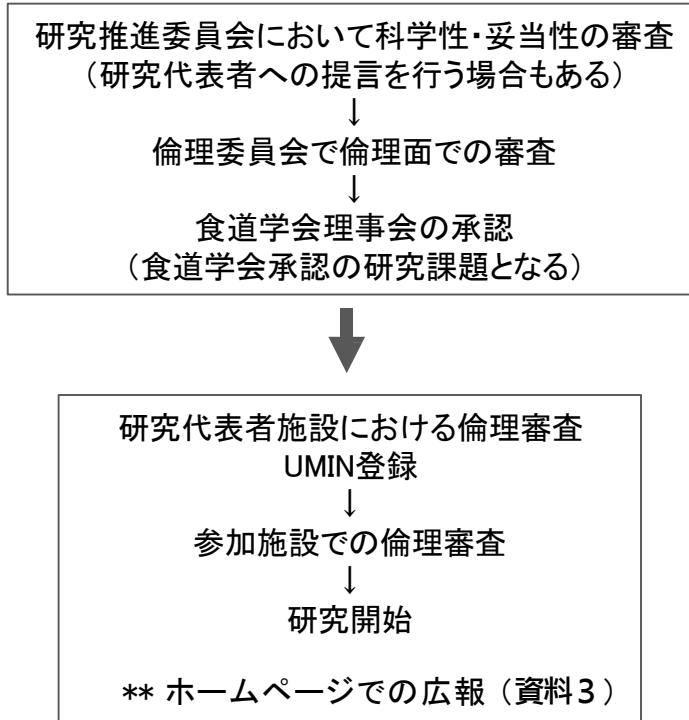 研究推進委員会において科学性・妥当性の審査
（研究代表者への提言を行う場合もある）
↓
倫理委員会で倫理面での審査
↓
食道学会理事会の承認
（食道学会承認の研究課題となる）
研究代表者施設における倫理審査
UMIN登録
↓
参加施設での倫理審査
↓
研究開始
** ホームページでの広報（資料3）